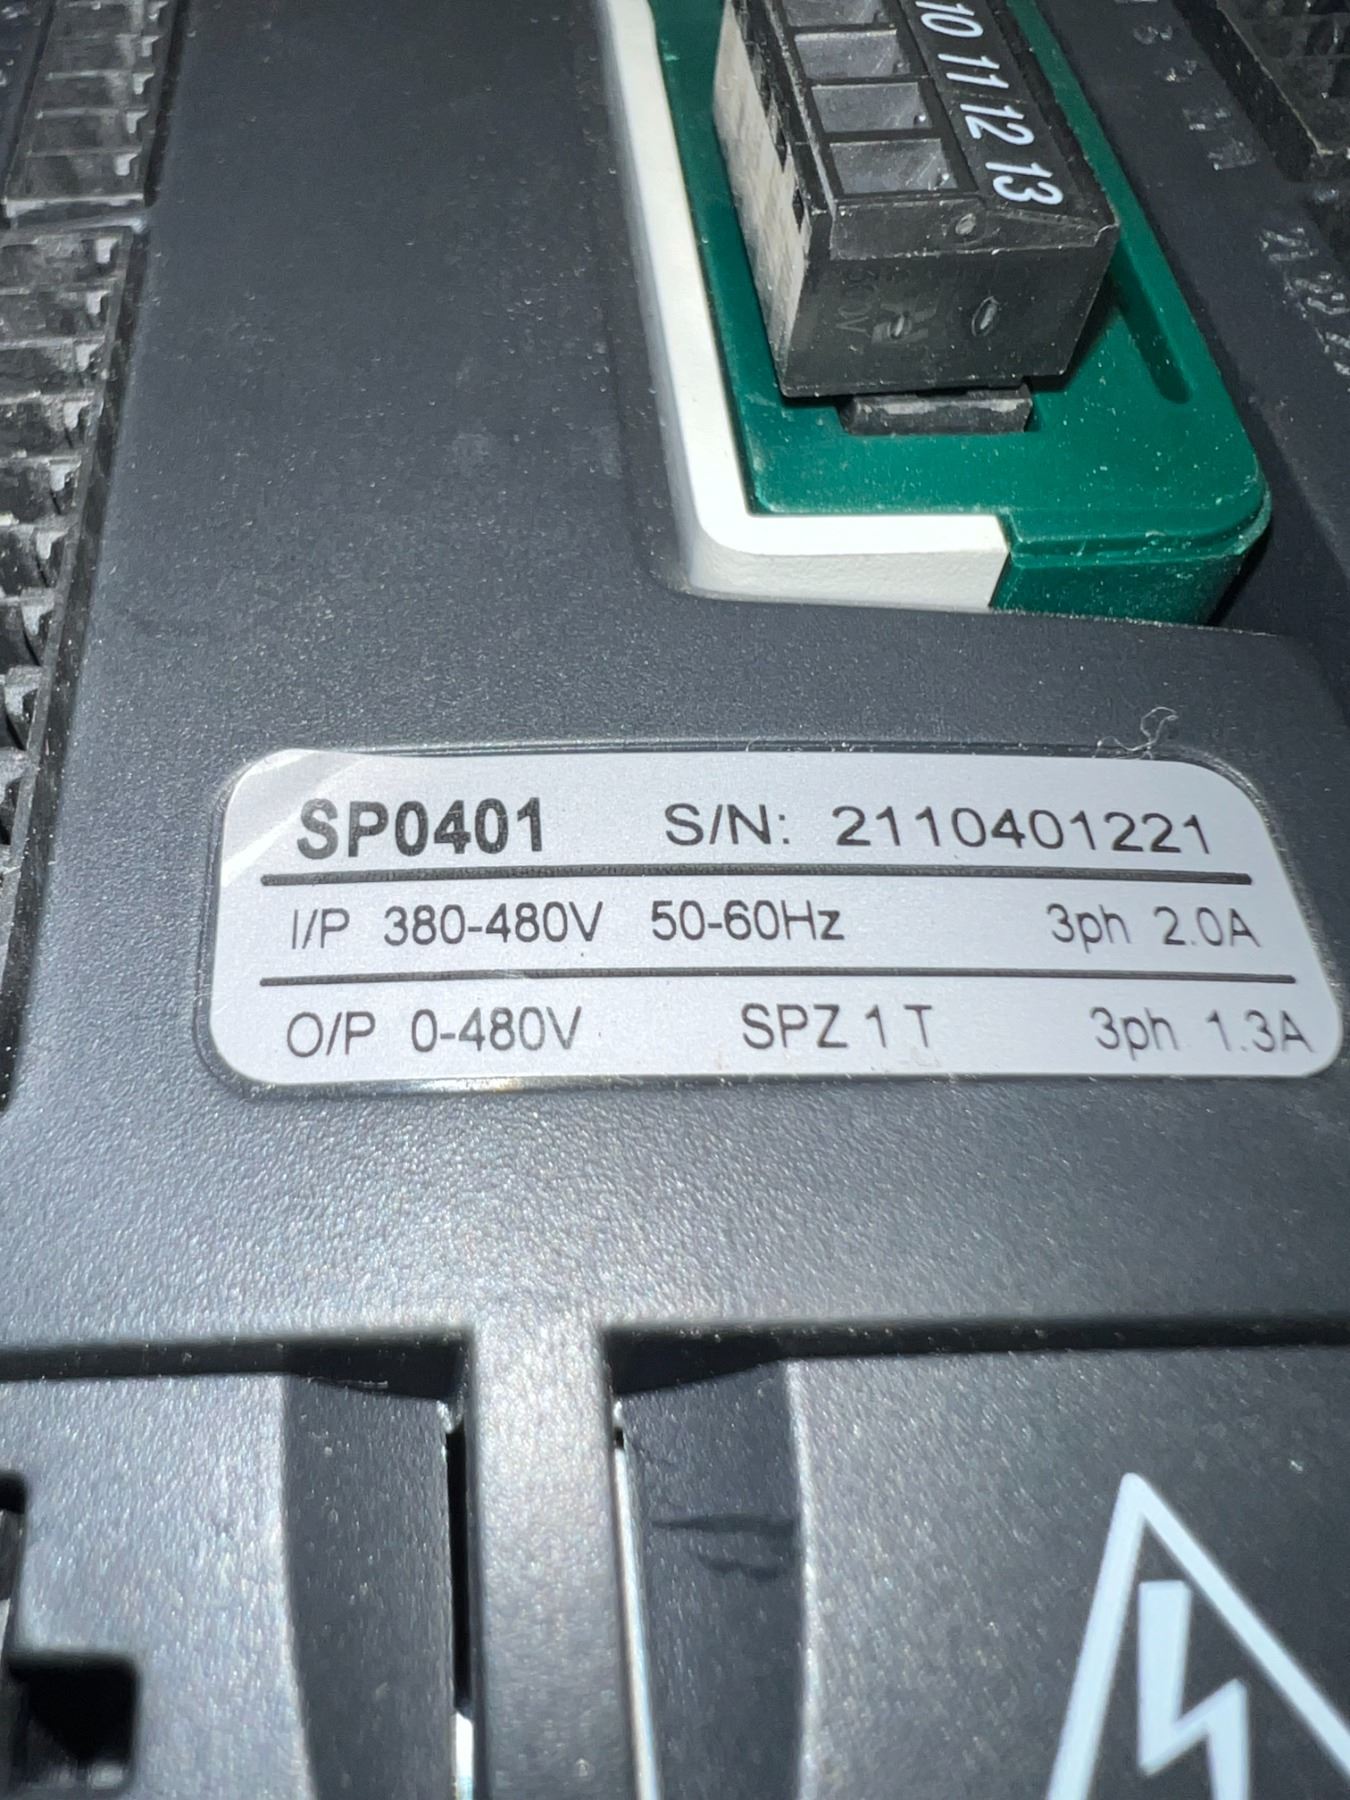 10 11 12 13
SP0401 S/N: 2110401221
I/P 380-480V 50-60Hz 3ph 2.0A
O/P 0-480V SPZ 1 T 3ph 1.3A